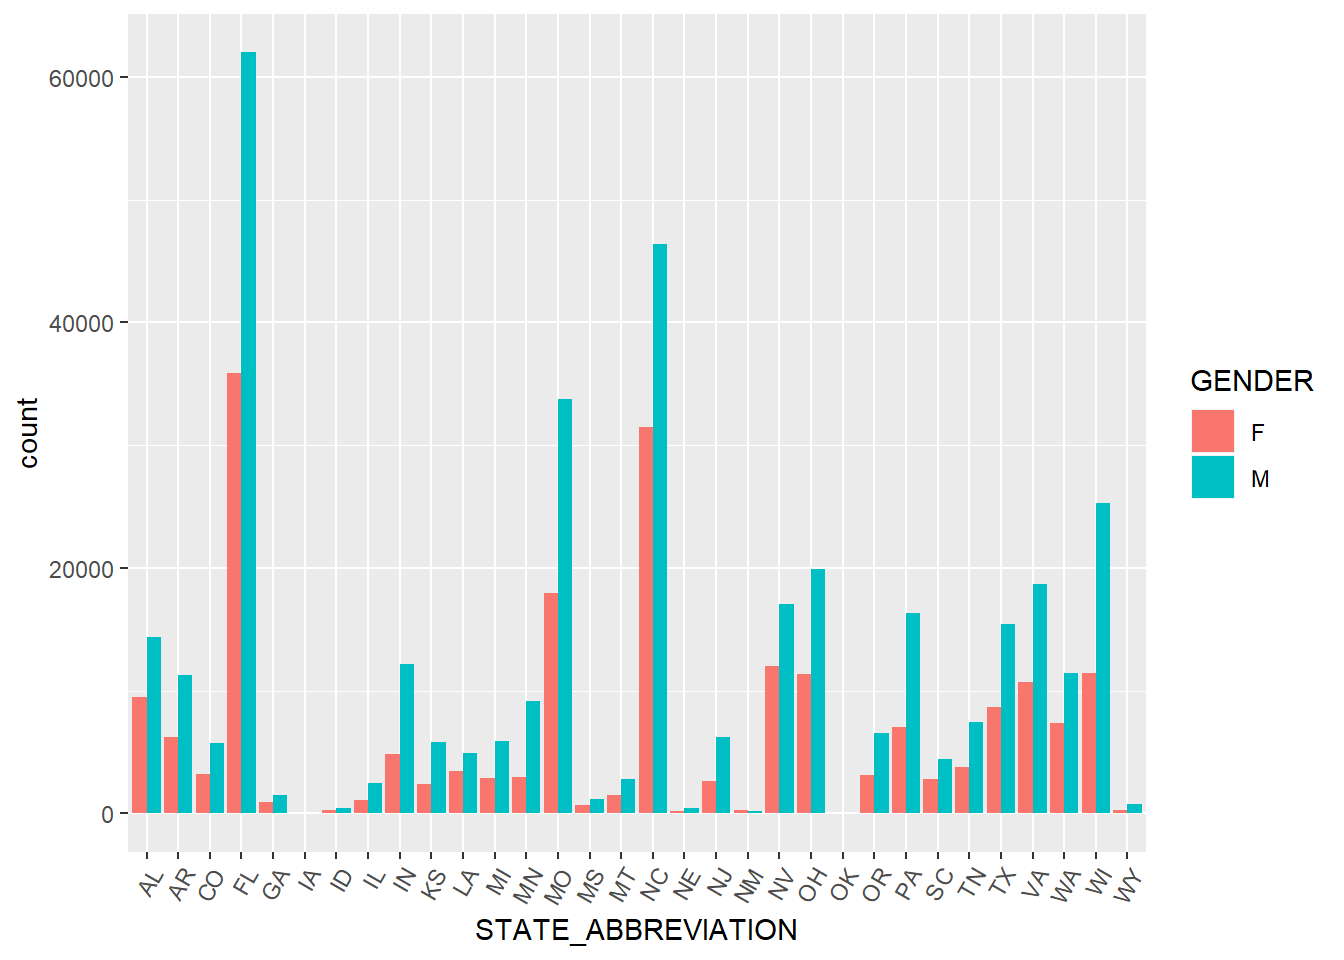 60000
40000
20000
0
count
AL AR CO FL GA IA ID IL IN KS LA MI MN MO MS MT NC NE NJ NM NV OH OK OR PA SC TN TX VA WA WI WY
STATE_ABBREVIATION
GENDER
F
M